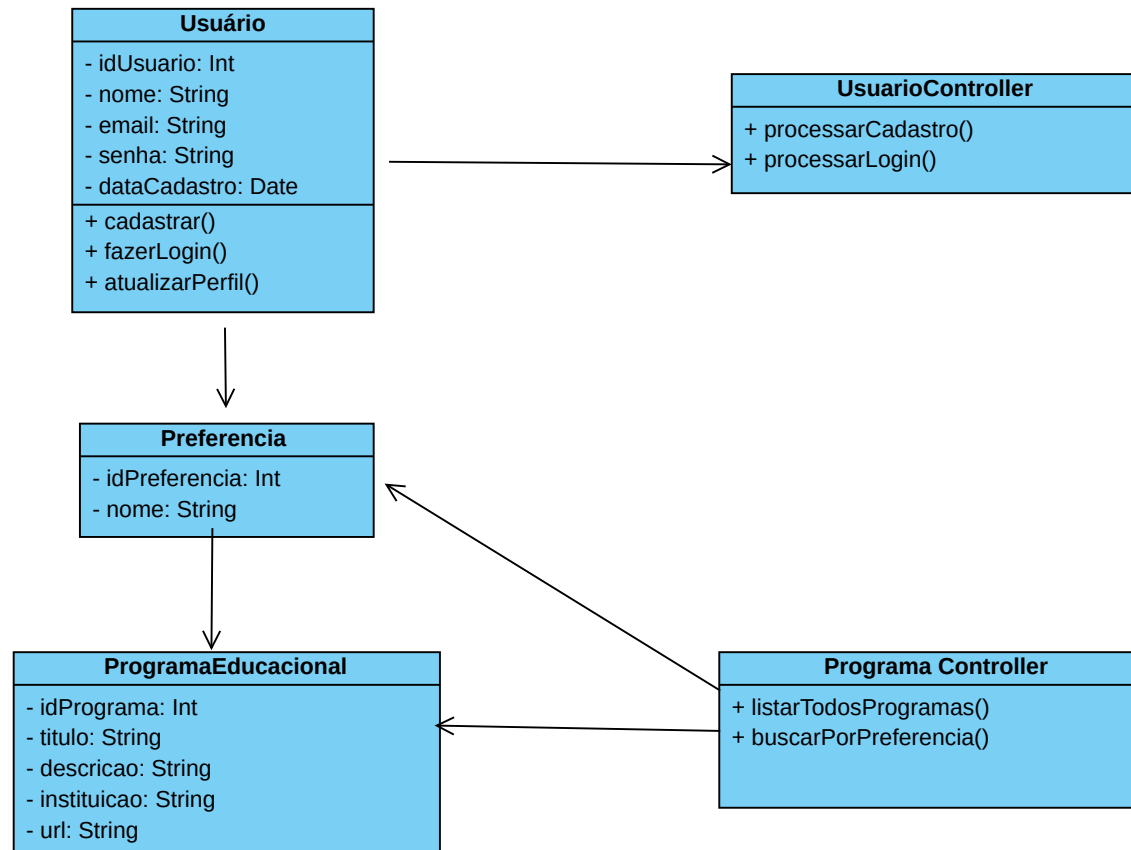 Usuário
- idUsuario: Int
- nome: String
- email: String
- senha: String
- dataCadastro: Date
+ cadastrar()
+ fazerLogin()
+ atualizarPerfil()
UsuarioController
+ processarCadastro()
+ processarLogin()
Preferencia
- idPreferencia: Int
- nome: String
ProgramaEducacional
- idPrograma: Int
- titulo: String
- descricao: String
- instituicao: String
- url: String
Programa Controller
+ listarTodosProgramas()
+ buscarPorPreferencia()